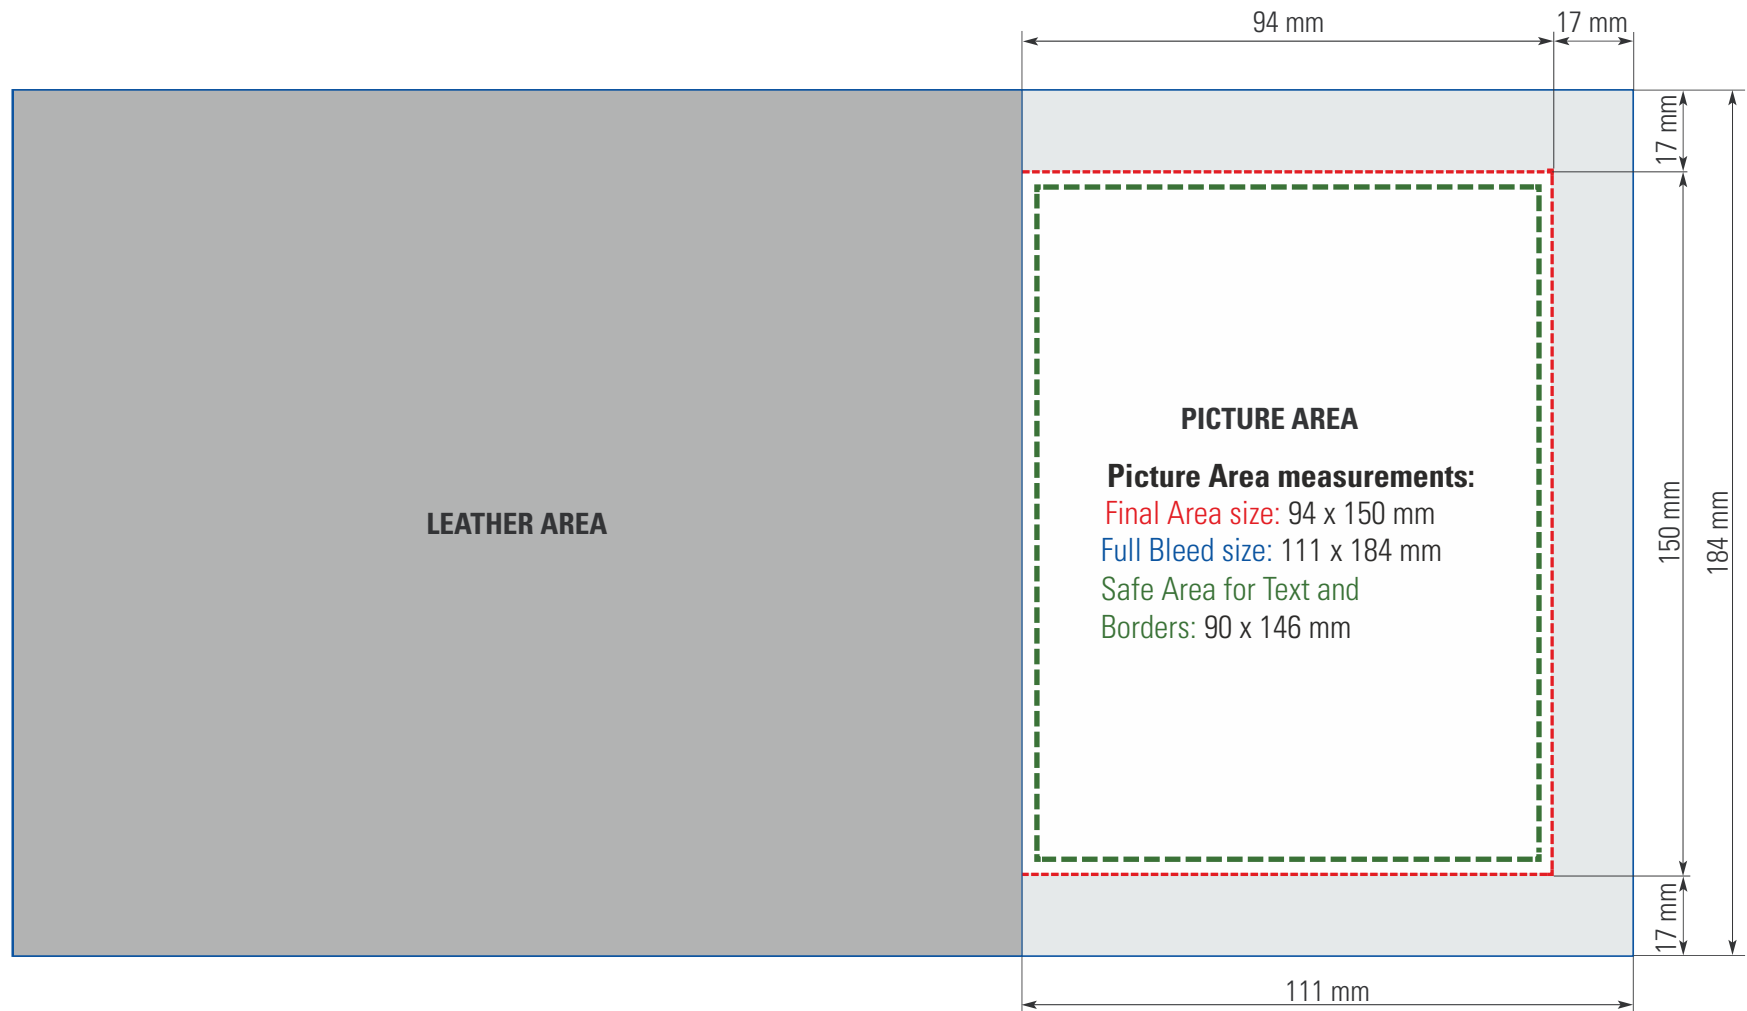 94 mm
17 mm
17 mm
PICTURE AREA
Picture Area measurements:
Final Area size: 94 x 150 mm
Full Bleed size: 111 x 184 mm
Safe Area for Text and
Borders: 90 x 146 mm
LEATHER AREA
150 mm
184 mm
17 mm
111 mm